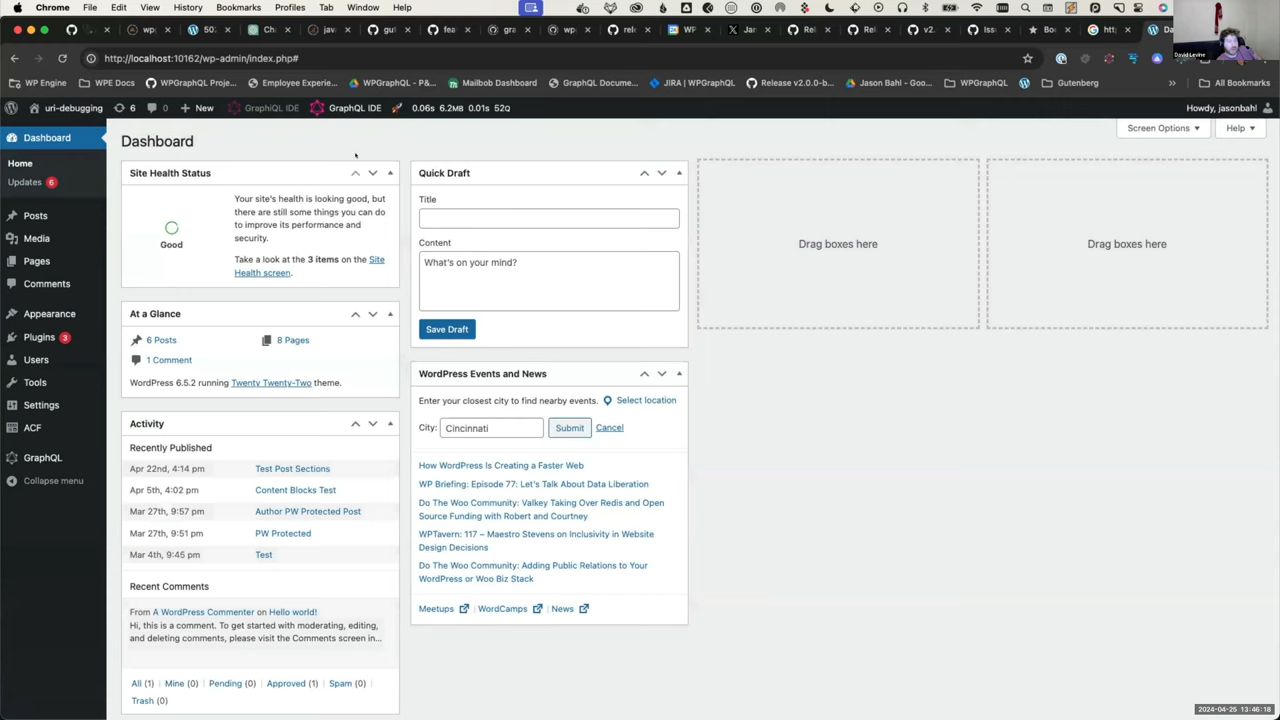 Chrome File Edit View History Bookmarks Profiles Tab Window Help
http://localhost:10162/wp-admin/index.php#
WP Engine WPE Docs WPGraphQL Proje... Employee Experie... WPGraphQL - P&... Mailbod Dashboard GraphQL Docume... JIRA | WPGraphQL Release v2.0.0-b... Jason Bahl - Goo... WPGraphQL Gutenberg All Bookmarks
uri-debugging 6 0 New GraphiQL IDE GraphQL IDE 0.06s 6.2MB 0.01s 52Q Howdy, jasonbahl
David Levine
Dashboard
Home
Updates 6
Posts
Media
Pages
Comments
Appearance
Plugins 3
Users
Tools
Settings
ACF
GraphQL
Collapse menu
Screen Options Help
Dashboard
Site Health Status
Good
Your site's health is looking good, but
there are still some things you can do
to improve its performance and
security.
Take a look at the 3 items on the Site
Health screen.
At a Glance
6 Posts 8 Pages
1 Comment
WordPress 6.5.2 running Twenty Twenty-Two theme.
Activity
Recently Published
Apr 22nd, 4:14 pm Test Post Sections
Apr 5th, 4:02 pm Content Blocks Test
Mar 27th, 9:57 pm Author PW Protected Post
Mar 27th, 9:51 pm PW Protected
Mar 4th, 9:45 pm Test
Recent Comments
From A WordPress Commenter on Hello world!
Hi, this is a comment. To get started with moderating, editing,
and deleting comments, please visit the Comments screen in...
All (1) Mine (0) Pending (0) Approved (1) Spam (0)
Trash (0)
Quick Draft
Title
Content
What's on your mind?
Save Draft
WordPress Events and News
Enter your closest city to find nearby events. Select location
City: Cincinnati Submit Cancel
How WordPress Is Creating a Faster Web
WP Briefing: Episode 77: Let's Talk About Data Liberation
Do The Woo Community: Valkey Taking Over Redis and Open
Source Funding with Robert and Courtney
WPTavern: 117 – Maestro Stevens on Inclusivity in Website
Design Decisions
Do The Woo Community: Adding Public Relations to Your
WordPress or Woo Biz Stack
Meetups WordCamps News
Drag boxes here
Drag boxes here
2024-04-25 13:46:18